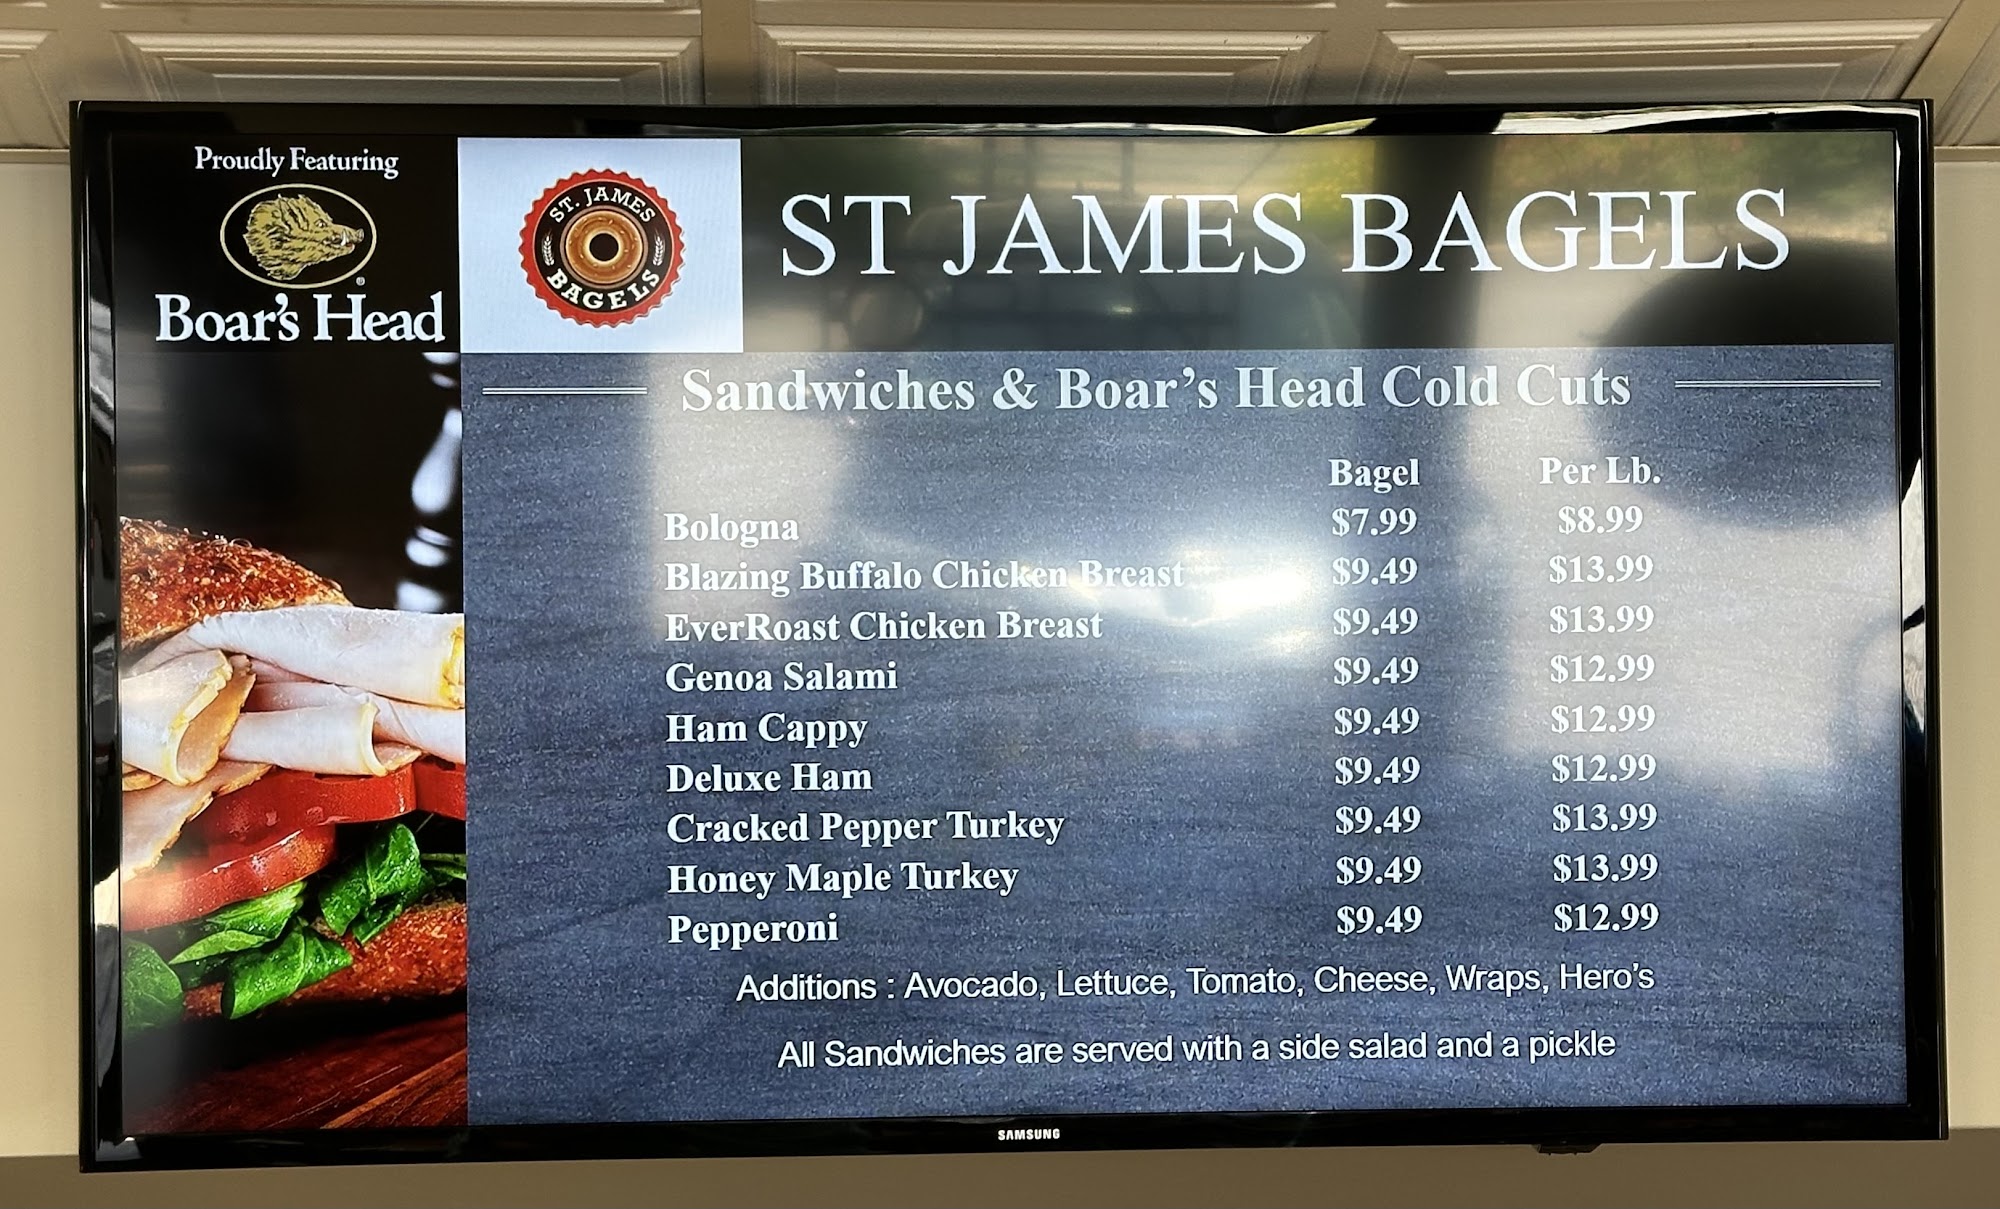 Proudly Featuring
Boar's Head
ST. JAMES
BAGELS
ST JAMES BAGELS
Sandwiches & Boar's Head Cold Cuts
Bagel Per Lb.
Bologna $7.99 $8.99
Blazing Buffalo Chicken Breast $9.49 $13.99
EverRoast Chicken Breast $9.49 $13.99
Genoa Salami $9.49 $12.99
Ham Cappy $9.49 $12.99
Deluxe Ham $9.49 $12.99
Cracked Pepper Turkey $9.49 $13.99
Honey Maple Turkey $9.49 $13.99
Pepperoni $9.49 $12.99
Additions : Avocado, Lettuce, Tomato, Cheese, Wraps, Hero's
All Sandwiches are served with a side salad and a pickle
SAMSUNG